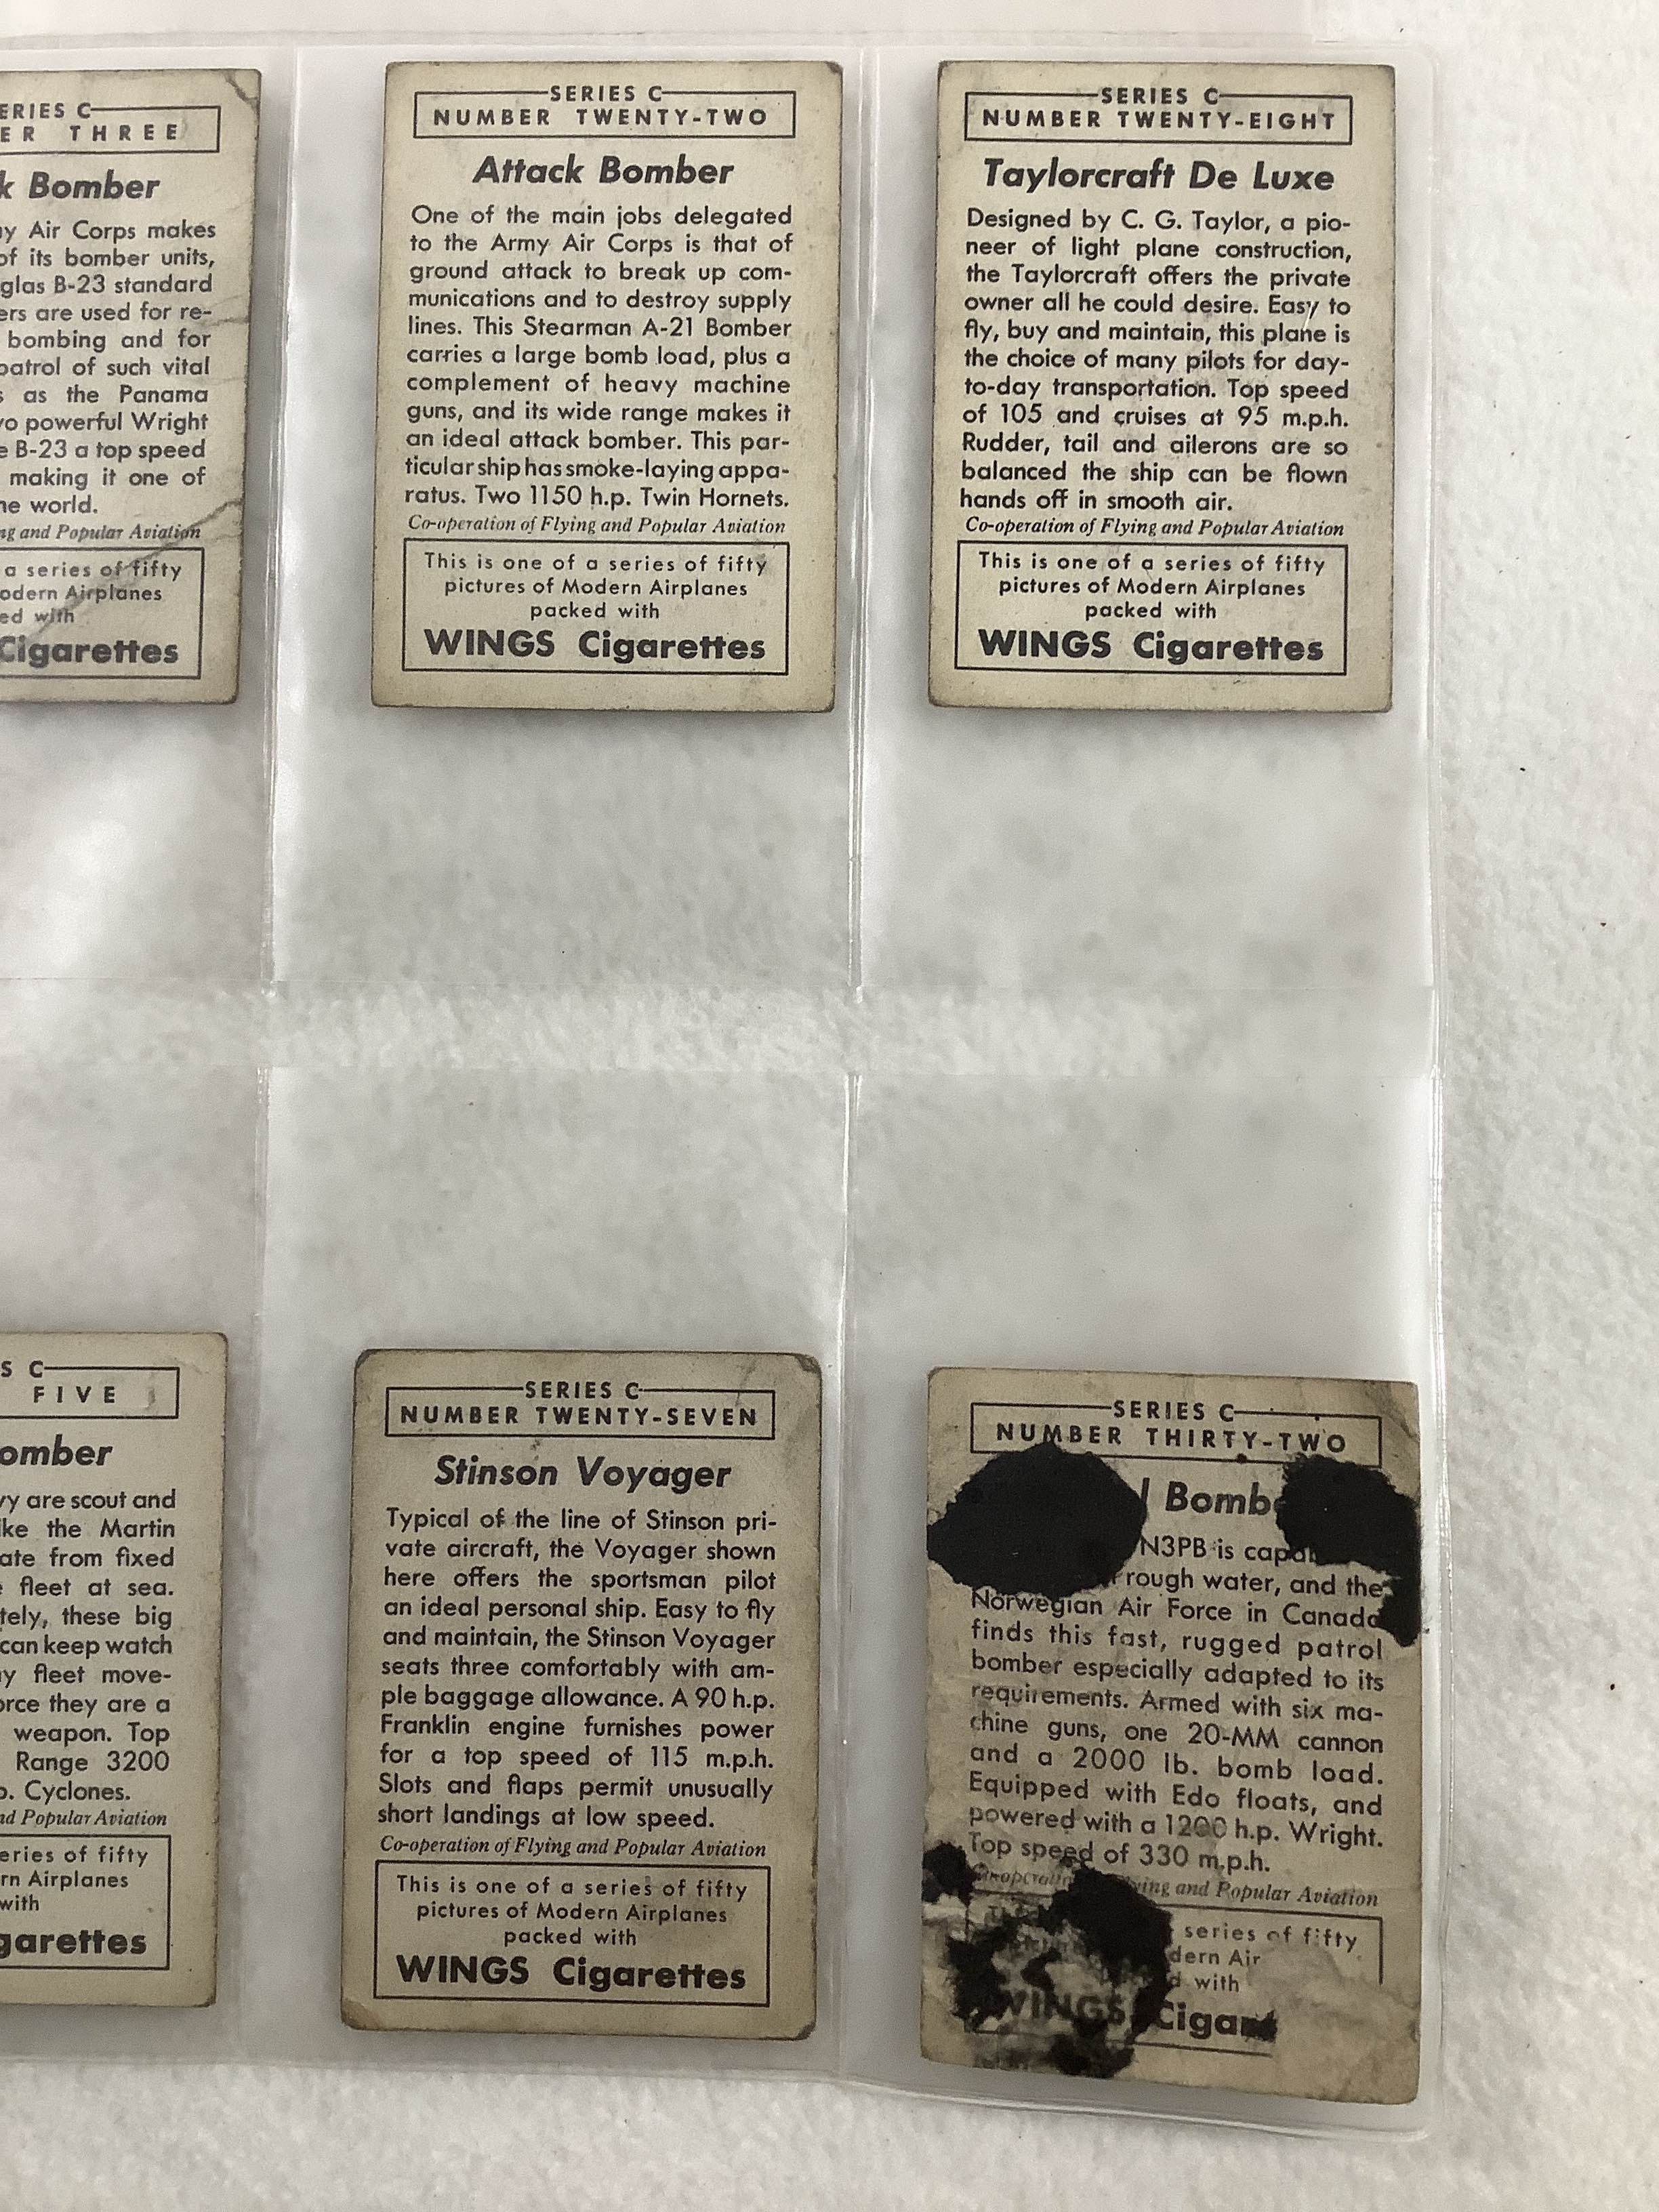 ERIES C
ER THREE
k Bomber
y Air Corps makes
of its bomber units,
glas B-23 standard
ers are used for re-
bombing and for
patrol of such vital
s as the Panama
vo powerful Wright
e B-23 a top speed
making it one of
he world.
ng and Popular Aviation
a series of fifty
odern Airplanes
ed with
Cigarettes
SERIES C
NUMBER TWENTY-TWO
Attack Bomber
One of the main jobs delegated
to the Army Air Corps is that of
ground attack to break up com-
munications and to destroy supply
lines. This Stearman A-21 Bomber
carries a large bomb load, plus a
complement of heavy machine
guns, and its wide range makes it
an ideal attack bomber. This par-
ticular ship has smoke-laying appa-
ratus. Two 1150 h.p. Twin Hornets.
Co-operation of Flying and Popular Aviation
This is one of a series of fifty
pictures of Modern Airplanes
packed with
WINGS Cigarettes
SERIES C
NUMBER TWENTY-EIGHT
Taylorcraft De Luxe
Designed by C. G. Taylor, a pio-
neer of light plane construction,
the Taylorcraft offers the private
owner all he could desire. Easy to
fly, buy and maintain, this plane is
the choice of many pilots for day-
to-day transportation. Top speed
of 105 and cruises at 95 m.p.h.
Rudder, tail and ailerons are so
balanced the ship can be flown
hands off in smooth air.
Co-operation of Flying and Popular Aviation
This is one of a series of fifty
pictures of Modern Airplanes
packed with
WINGS Cigarettes
S C
FIVE
omber
vy are scout and
ike the Martin
ate from fixed
e fleet at sea.
tely, these big
can keep watch
y fleet move-
orce they are a
weapon. Top
Range 3200
p. Cyclones.
nd Popular Aviation
eries of fifty
rn Airplanes
with
garettes
SERIES C
NUMBER TWENTY-SEVEN
Stinson Voyager
Typical of the line of Stinson pri-
vate aircraft, the Voyager shown
here offers the sportsman pilot
an ideal personal ship. Easy to fly
and maintain, the Stinson Voyager
seats three comfortably with am-
ple baggage allowance. A 90 h.p.
Franklin engine furnishes power
for a top speed of 115 m.p.h.
Slots and flaps permit unusually
short landings at low speed.
Co-operation of Flying and Popular Aviation
This is one of a series of fifty
pictures of Modern Airplanes
packed with
WINGS Cigarettes
SERIES C
NUMBER THIRTY-TWO
l Bombe
N3PB is capa
rough water, and the
Norwegian Air Force in Canada
finds this fast, rugged patrol
bomber especially adapted to its
requirements. Armed with six ma-
chine guns, one 20-MM cannon
and a 2000 lb. bomb load.
Equipped with Edo floats, and
powered with a 1200 h.p. Wright.
Top speed of 330 m.p.h.
ying and Popular Aviation
series of fifty
dern Air
d with
WINGS Cigar